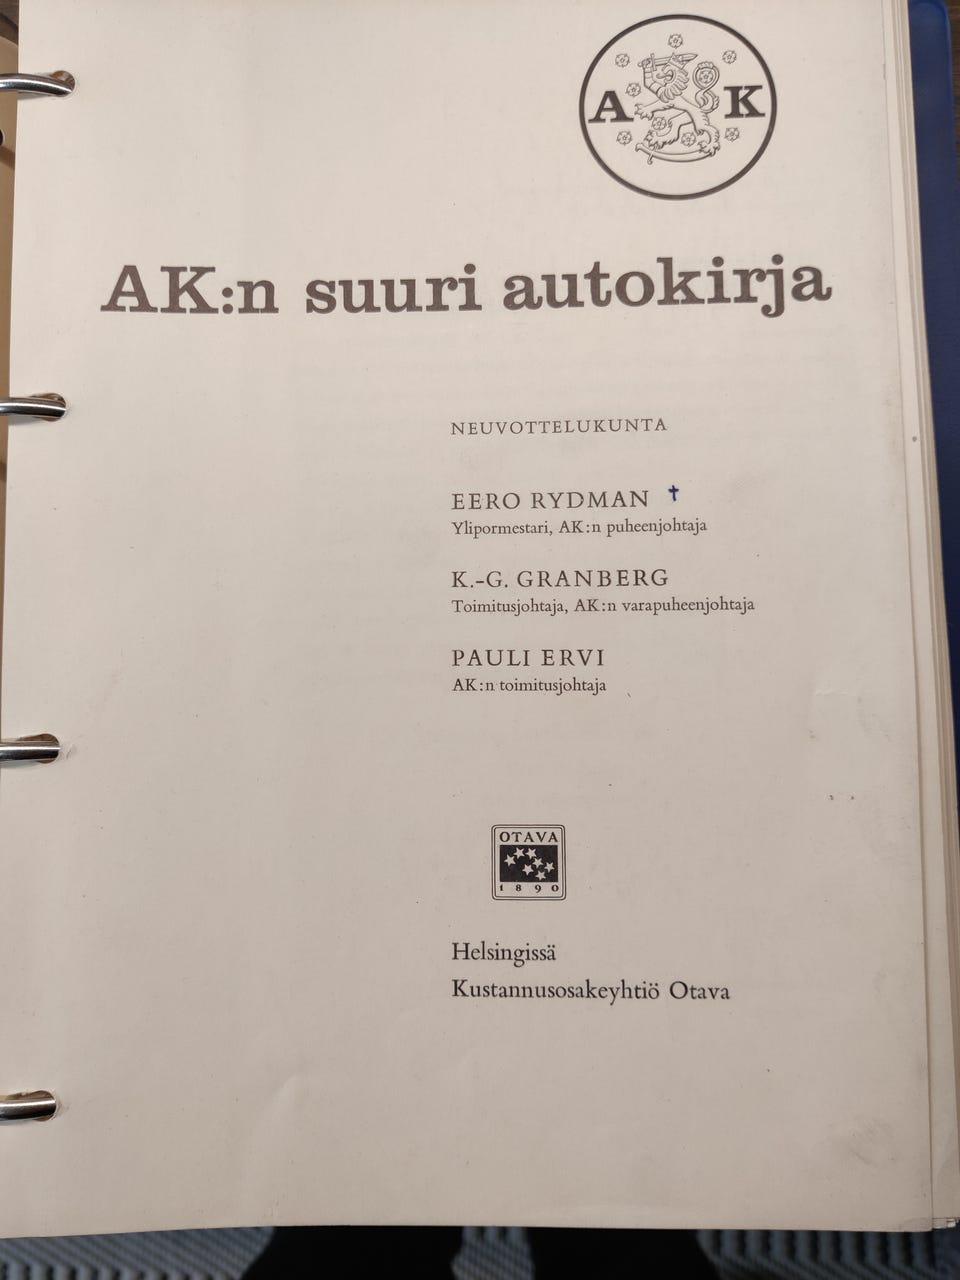 A K
AK:n suuri autokirja
NEUVOTTELUKUNTA
EERO RYDMAN †
Ylipormestari, AK:n puheenjohtaja
K.-G. GRANBERG
Toimitusjohtaja, AK:n varapuheenjohtaja
PAULI ERVI
AK:n toimitusjohtaja
OTAVA
1890
Helsingissä
Kustannusosakeyhtiö Otava